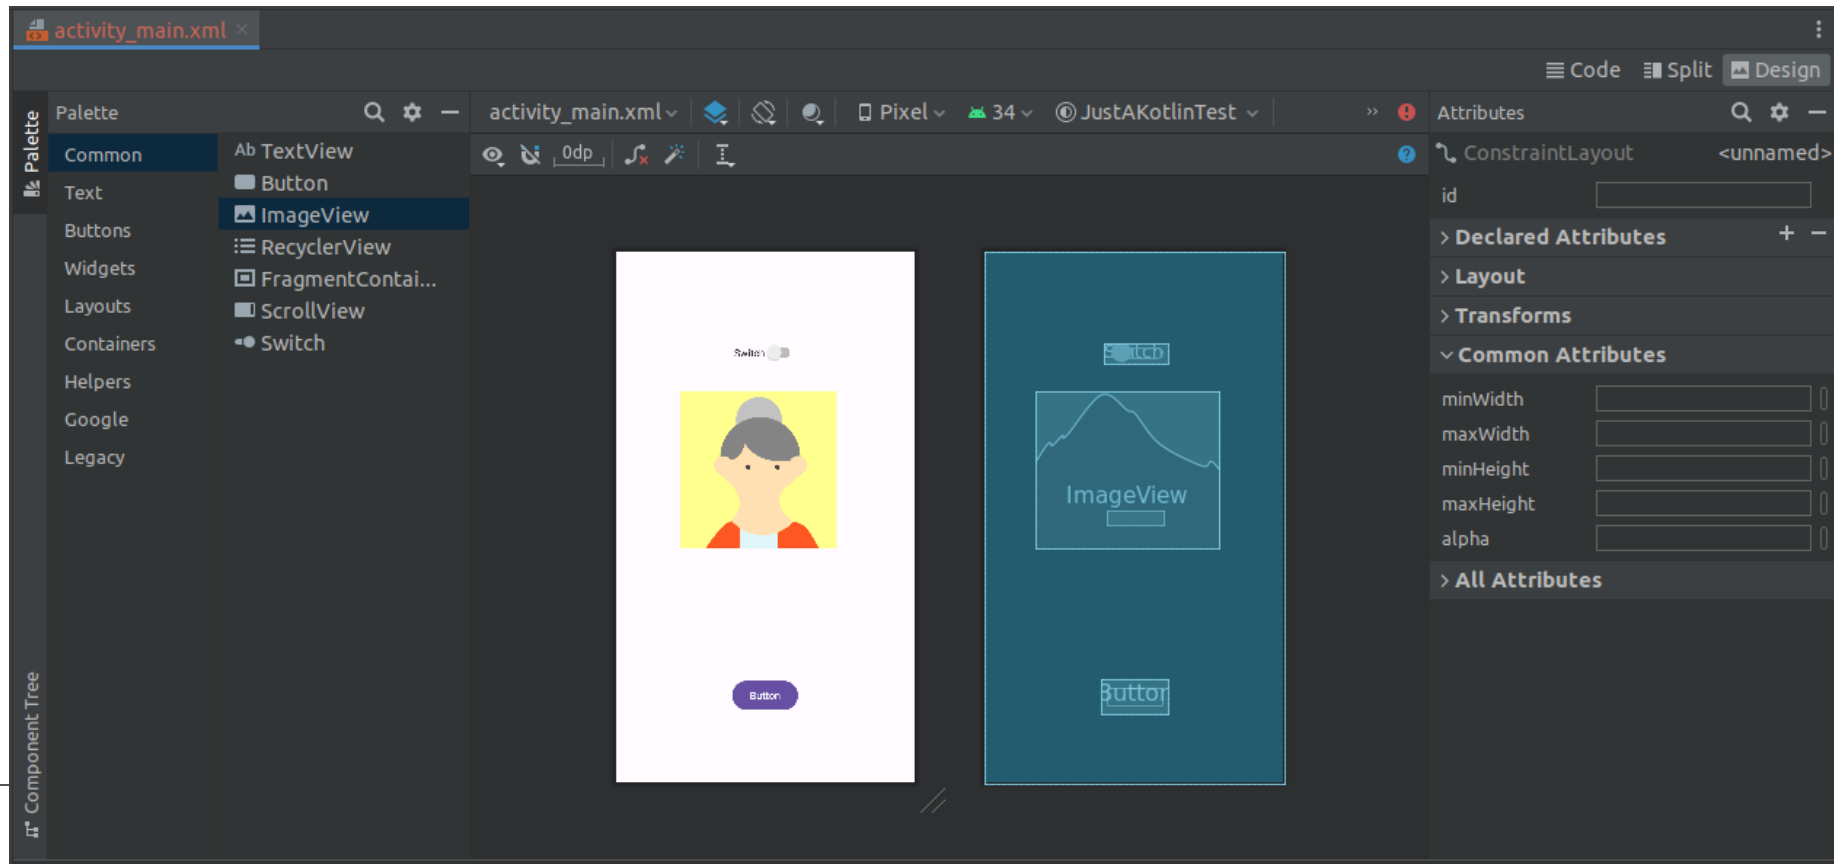 activity_main.xml
Code
Split
Design
Palette
Palette
activity_main.xml
Pixel
34
JustAKotlinTest
Attributes
Common
Text
Buttons
Widgets
Layouts
Containers
Helpers
Google
Legacy
Ab TextView
Button
ImageView
RecyclerView
FragmentContai...
ScrollView
Switch
0dp
ConstraintLayout <unnamed>
id
Declared Attributes
Layout
Transforms
Common Attributes
minWidth
maxWidth
minHeight
maxHeight
alpha
All Attributes
Switch
Button
Switch
ImageView
Button
Component Tree